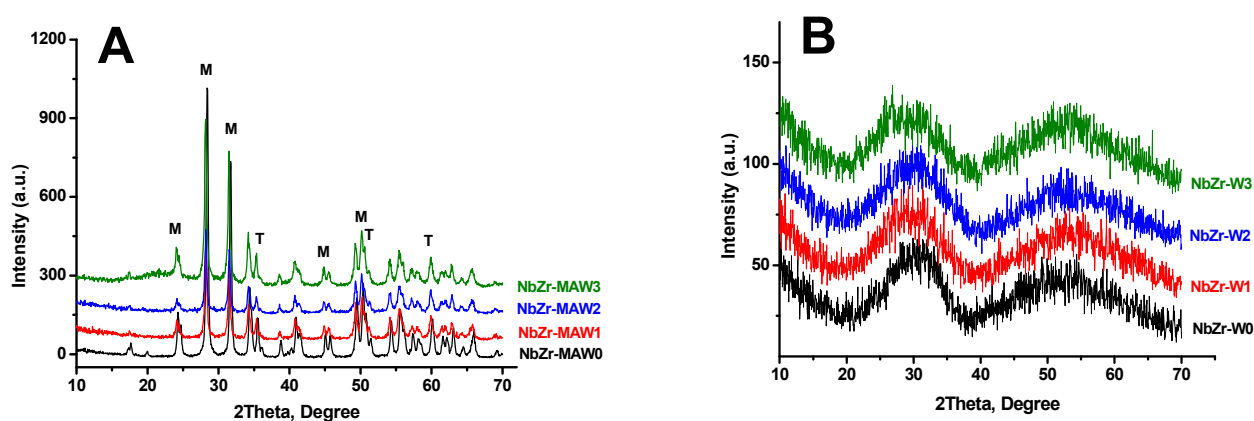 A
1200
900
600
300
0
Intensity (a.u.)
M
M
M
T
M
M
T
T
NbZr-MAW3
NbZr-MAW2
NbZr-MAW1
NbZr-MAW0
10 20 30 40 50 60 70
2Theta, Degree
B
150
100
50
Intensity (a.u.)
NbZr-W3
NbZr-W2
NbZr-W1
NbZr-W0
10 20 30 40 50 60 70
2Theta, Degree